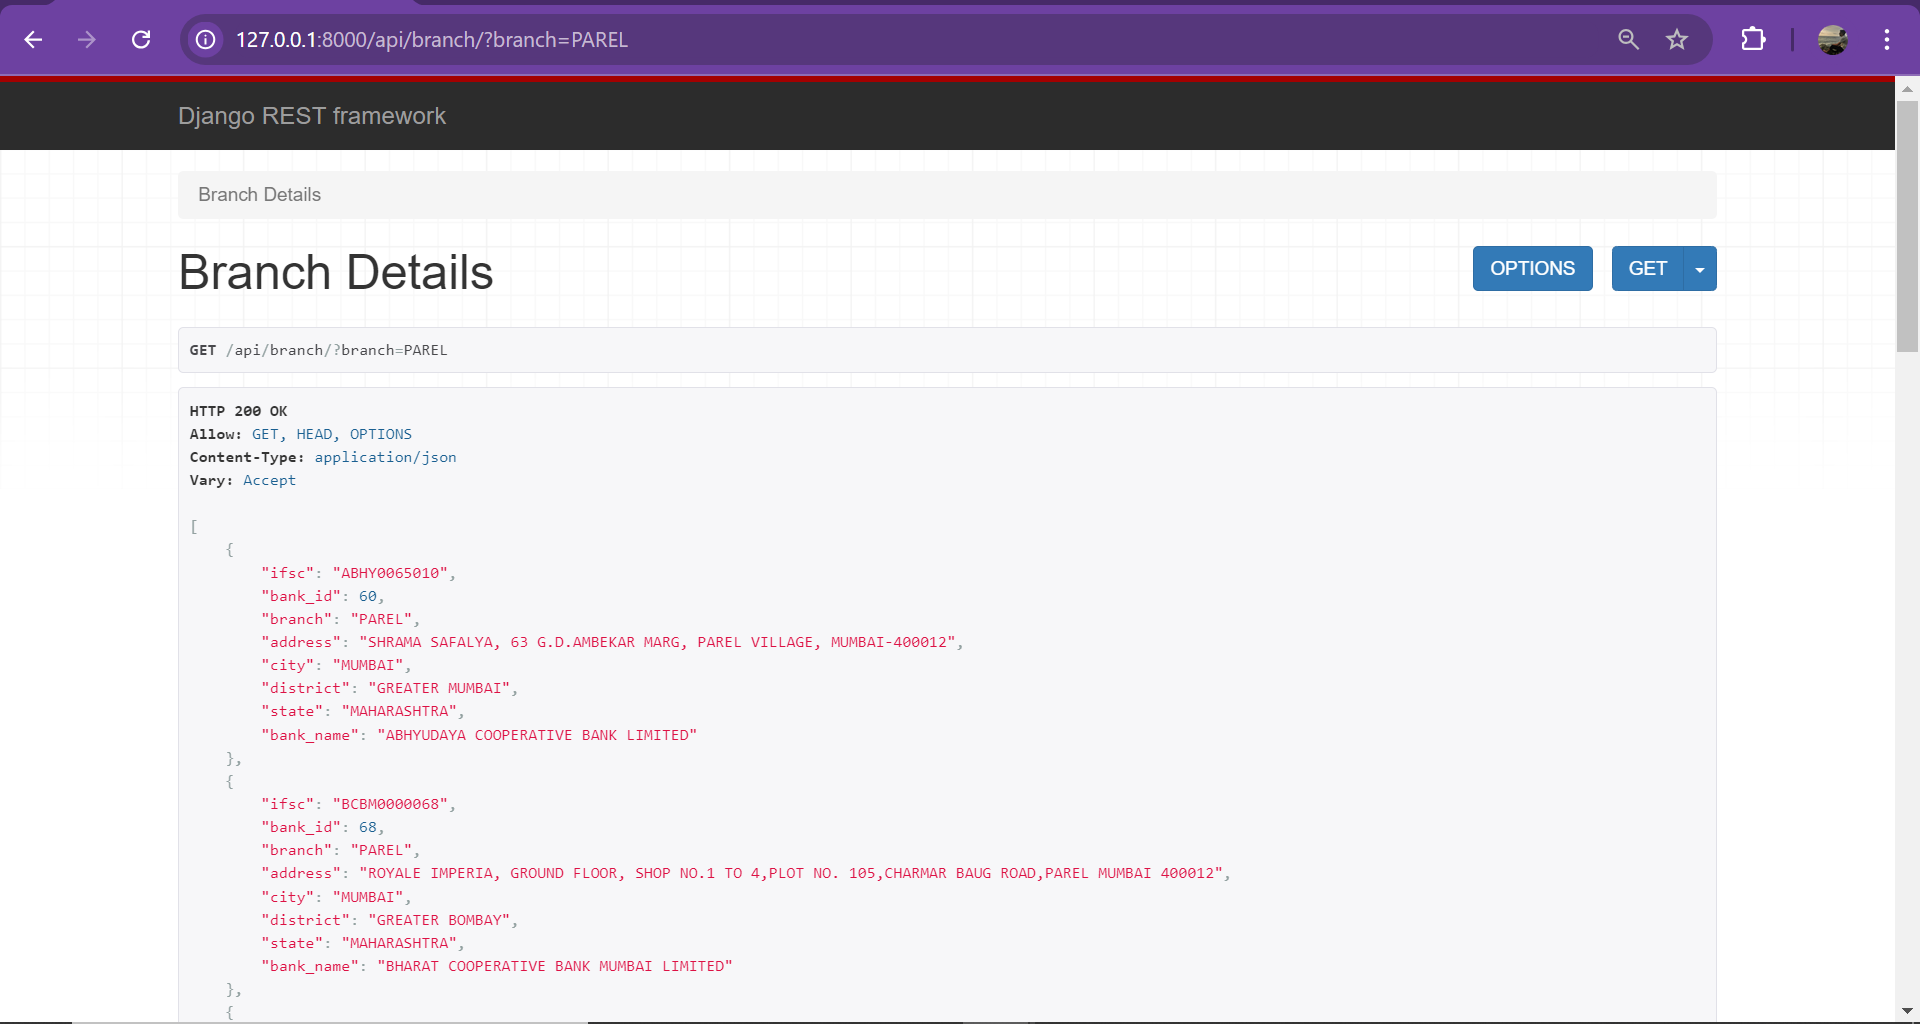 127.0.0.1:8000/api/branch/?branch=PAREL
Django REST framework
Branch Details
Branch Details
OPTIONS
GET
GET /api/branch/?branch=PAREL
HTTP 200 OK
Allow: GET, HEAD, OPTIONS
Content-Type: application/json
Vary: Accept
[
{
"ifsc": "ABHY0065010",
"bank_id": 60,
"branch": "PAREL",
"address": "SHRAMA SAFALYA, 63 G.D.AMBEKAR MARG, PAREL VILLAGE, MUMBAI-400012",
"city": "MUMBAI",
"district": "GREATER MUMBAI",
"state": "MAHARASHTRA",
"bank_name": "ABHYUDAYA COOPERATIVE BANK LIMITED"
},
{
"ifsc": "BCBM0000068",
"bank_id": 68,
"branch": "PAREL",
"address": "ROYALE IMPERIA, GROUND FLOOR, SHOP NO.1 TO 4,PLOT NO. 105,CHARMAR BAUG ROAD,PAREL MUMBAI 400012",
"city": "MUMBAI",
"district": "GREATER BOMBAY",
"state": "MAHARASHTRA",
"bank_name": "BHARAT COOPERATIVE BANK MUMBAI LIMITED"
},
{